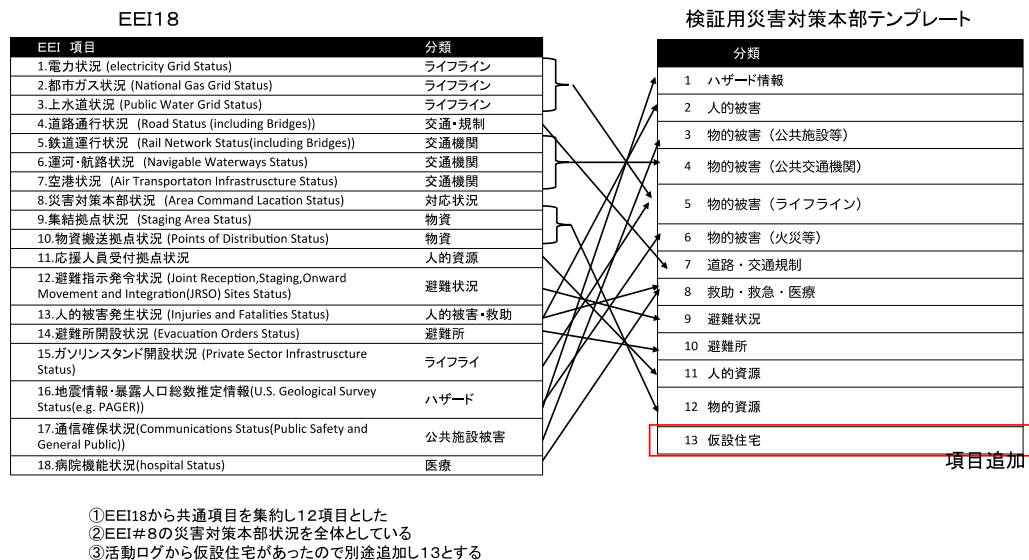 EEI18
EEI 項目 分類
1.電力状況 (electricity Grid Status) ライフライン
2.都市ガス状況 (National Gas Grid Status) ライフライン
3.上水道状況 (Public Water Grid Status) ライフライン
4.道路通行状況 (Road Status (including Bridges)) 交通・規制
5.鉄道運行状況 (Rail Network Status(including Bridges)) 交通機関
6.運河・航路状況 (Navigable Waterways Status) 交通機関
7.空港状況 (Air Transportaton Infrastruscture Status) 交通機関
8.災害対策本部状況 (Area Command Lacation Status) 対応状況
9.集結拠点状況 (Staging Area Status) 物資
10.物資搬送拠点状況 (Points of Distribution Status) 物資
11.応援人員受付拠点状況 人的資源
12.避難指示発令状況 (Joint Reception,Staging,Onward
Movement and Integration(JRSO) Sites Status) 避難状況
13.人的被害発生状況 (Injuries and Fatalities Status) 人的被害・救助
14.避難所開設状況 (Evacuation Orders Status) 避難所
15.ガソリンスタンド開設状況 (Private Sector Infrastruscture
Status) ライフライ
16.地震情報・暴露人口総数推定情報(U.S. Geological Survey
Status(e.g. PAGER)) ハザード
17.通信確保状況(Communications Status(Public Safety and
General Public)) 公共施設被害
18.病院機能状況(hospital Status) 医療
検証用災害対策本部テンプレート
分類
1 ハザード情報
2 人的被害
3 物的被害（公共施設等）
4 物的被害（公共交通機関）
5 物的被害（ライフライン）
6 物的被害（火災等）
7 道路・交通規制
8 救助・救急・医療
9 避難状況
10 避難所
11 人的資源
12 物的資源
13 仮設住宅
項目追加
①EEI18から共通項目を集約し12項目とした
②EEI＃8の災害対策本部状況を全体としている
③活動ログから仮設住宅があったので別途追加し13とする